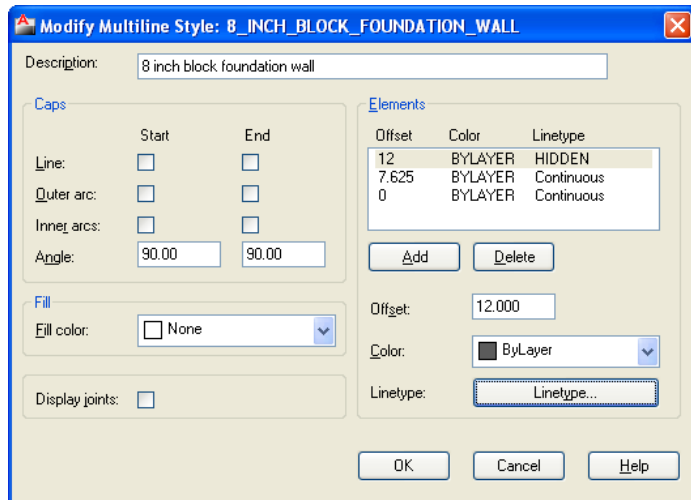 Modify Multiline Style: 8_INCH_BLOCK_FOUNDATION_WALL
Description: 8 inch block foundation wall
Caps
Start End
Line:
Outer arc:
Inner arcs:
Angle: 90.00 90.00
Fill
Fill color: None
Display joints:
Elements
Offset Color Linetype
12 BYLAYER HIDDEN
7.625 BYLAYER Continuous
0 BYLAYER Continuous
Add Delete
Offset: 12.000
Color: ByLayer
Linetype: Linetype...
OK Cancel Help